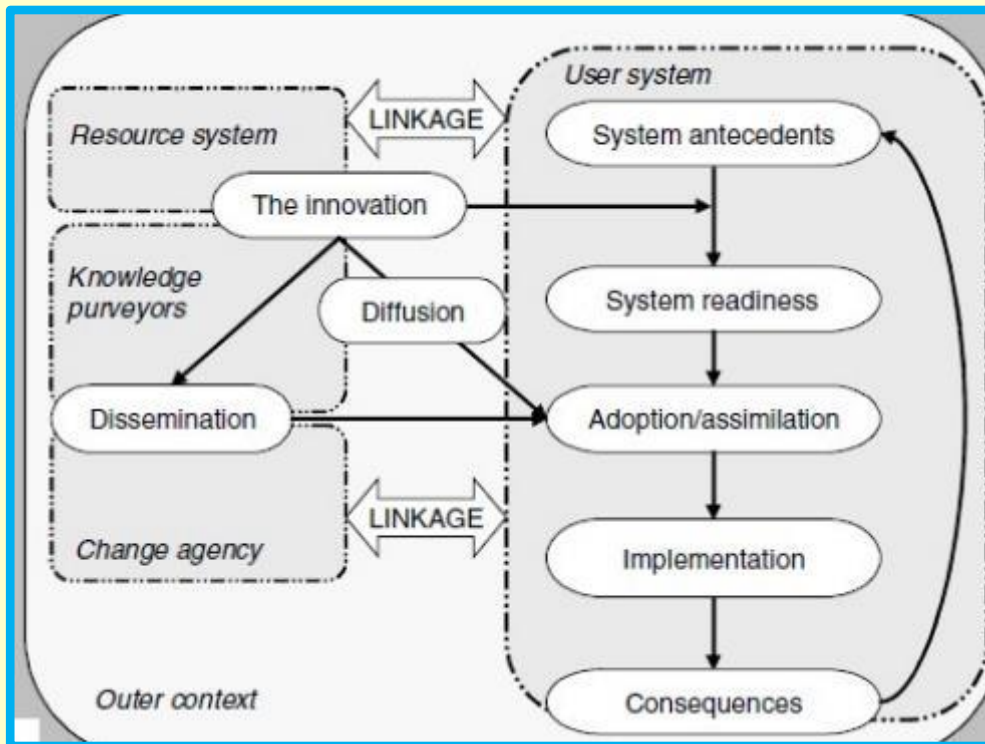 User system
LINKAGE
System antecedents
Resource system
The innovation
Knowledge
purveyors
Diffusion
System readiness
Dissemination
Adoption/assimilation
LINKAGE
Change agency
Implementation
Outer context
Consequences